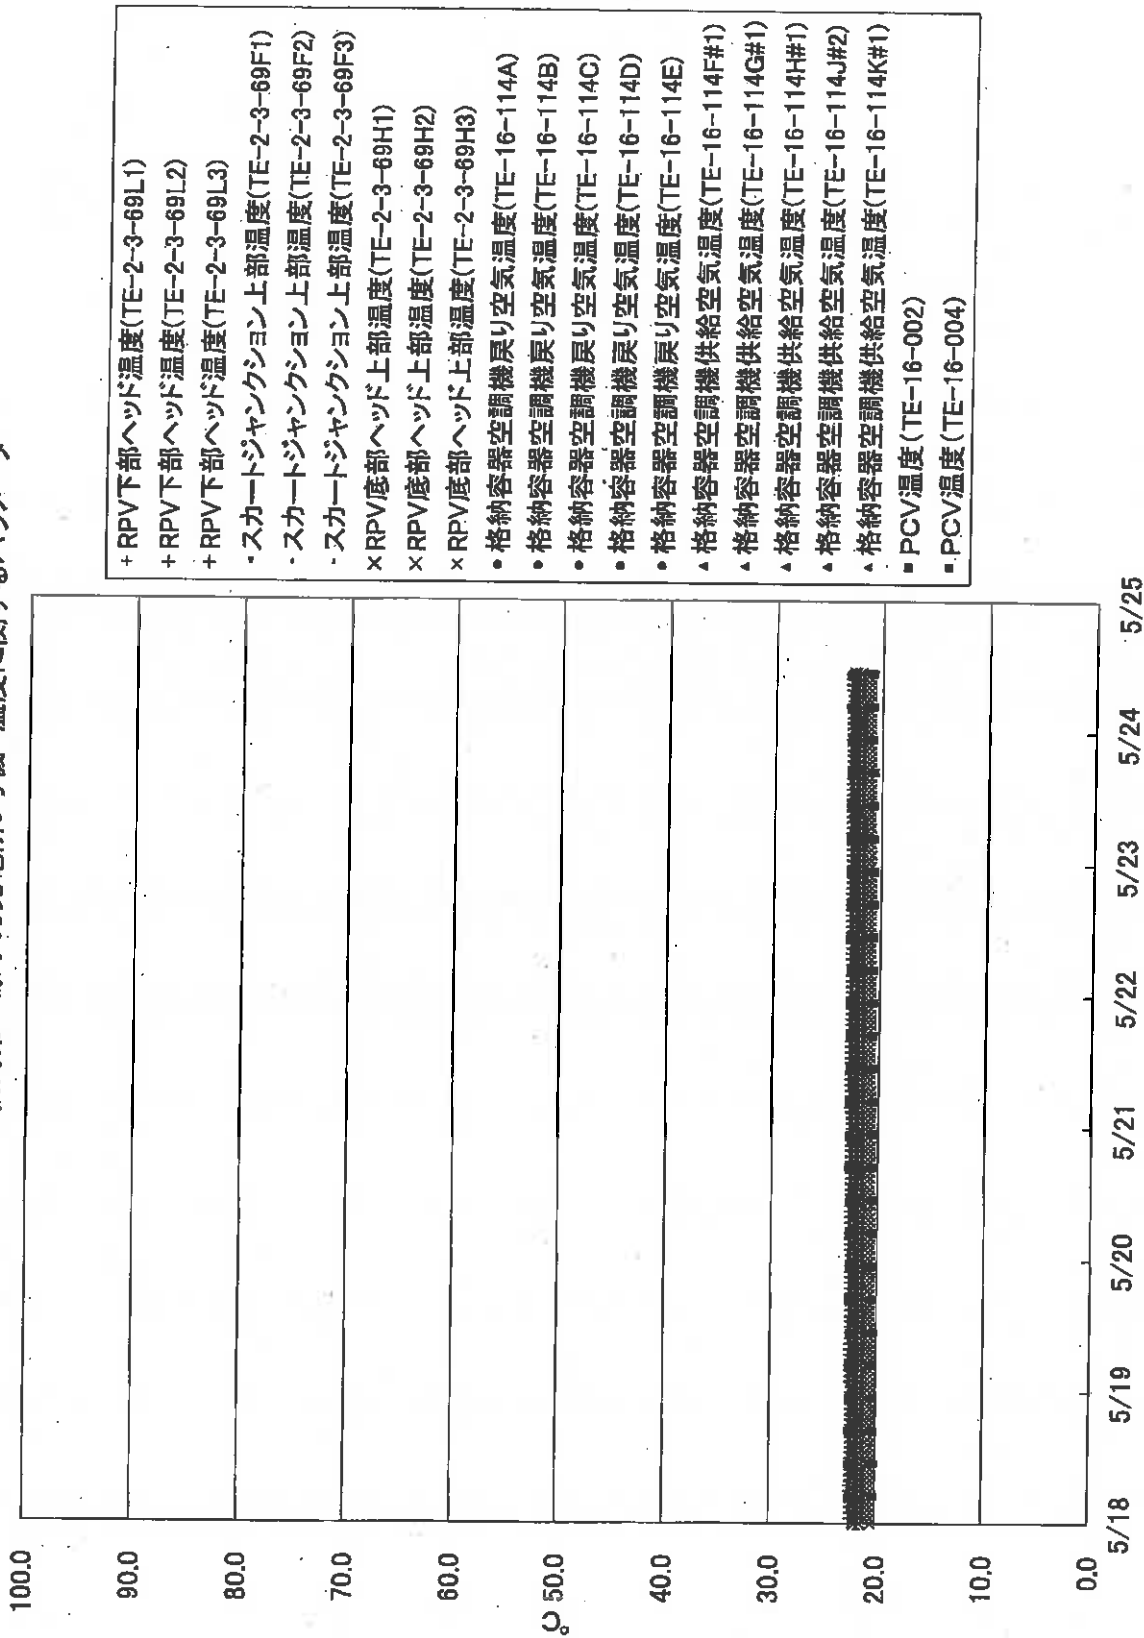 100.0
90.0
80.0
70.0
60.0
50.0
40.0
30.0
20.0
10.0
0.0
℃
5/18
5/19
5/20
5/21
5/22
5/23
5/24
5/25
+ RPV下部ヘッド温度(TE-2-3-69L1)
+ RPV下部ヘッド温度(TE-2-3-69L2)
+ RPV下部ヘッド温度(TE-2-3-69L3)
- スカートジャンクション上部温度(TE-2-3-69F1)
- スカートジャンクション上部温度(TE-2-3-69F2)
- スカートジャンクション上部温度(TE-2-3-69F3)
× RPV底部ヘッド上部温度(TE-2-3-69H1)
× RPV底部ヘッド上部温度(TE-2-3-69H2)
× RPV底部ヘッド上部温度(TE-2-3-69H3)
● 格納容器空調機戻り空気温度(TE-16-114A)
● 格納容器空調機戻り空気温度(TE-16-114B)
● 格納容器空調機戻り空気温度(TE-16-114C)
● 格納容器空調機戻り空気温度(TE-16-114D)
● 格納容器空調機戻り空気温度(TE-16-114E)
▲ 格納容器空調機供給空気温度(TE-16-114F#1)
▲ 格納容器空調機供給空気温度(TE-16-114G#1)
▲ 格納容器空調機供給空気温度(TE-16-114H#1)
▲ 格納容器空調機供給空気温度(TE-16-114J#2)
▲ 格納容器空調機供給空気温度(TE-16-114K#1)
■ PCV温度(TE-16-002)
■ PCV温度(TE-16-004)